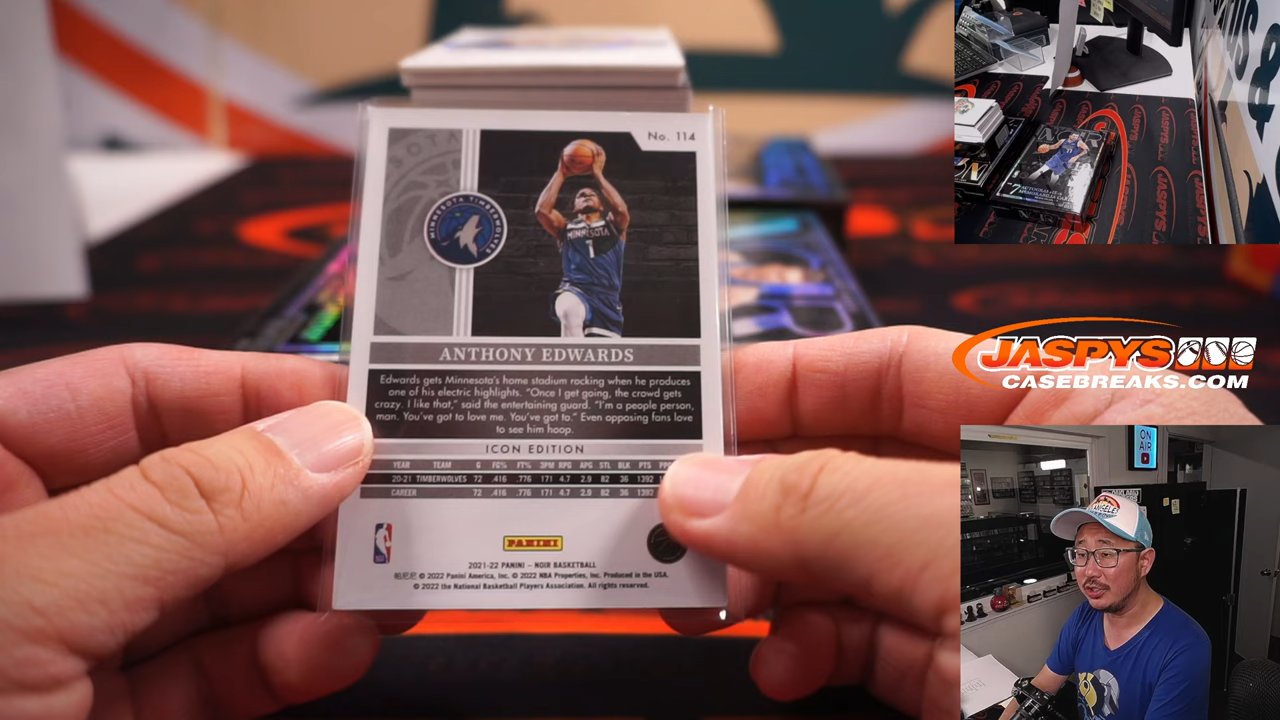 No. 114
MINNESOTA TIMBERWOLVES
MINNESOTA
1
ANTHONY EDWARDS
Edwards gets Minnesota's home stadium rocking when he produces
one of his electric highlights. "Once I get going, the crowd gets
crazy. I like that," said the entertaining guard. "I'm a people person,
man. You've got to love me. You've got to." Even opposing fans love
to see him hoop.
ICON EDITION
YEAR TEAM G FG% FT% 3PM RPG APG STL BLK PTS
20-21 TIMBERWOLVES 72 .416 .776 171 4.7 2.9 82 36 1392
CAREER 72 .416 .776 171 4.7 2.9 82 36 1392
NBA
PANINI
2021-22 PANINI – NOIR BASKETBALL
帕尼尼 © 2022 Panini America, Inc. © 2022 NBA Properties, Inc. Produced in the USA.
© 2022 the National Basketball Players Association. All rights reserved.
JASPYS
CASEBREAKS.COM
ON
AIR